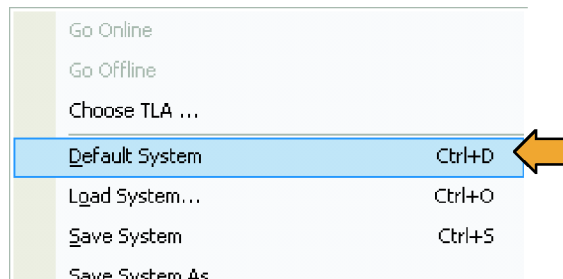 Go Online
Go Offline
Choose TLA ...
Default System Ctrl+D
Load System... Ctrl+O
Save System Ctrl+S
Save System As